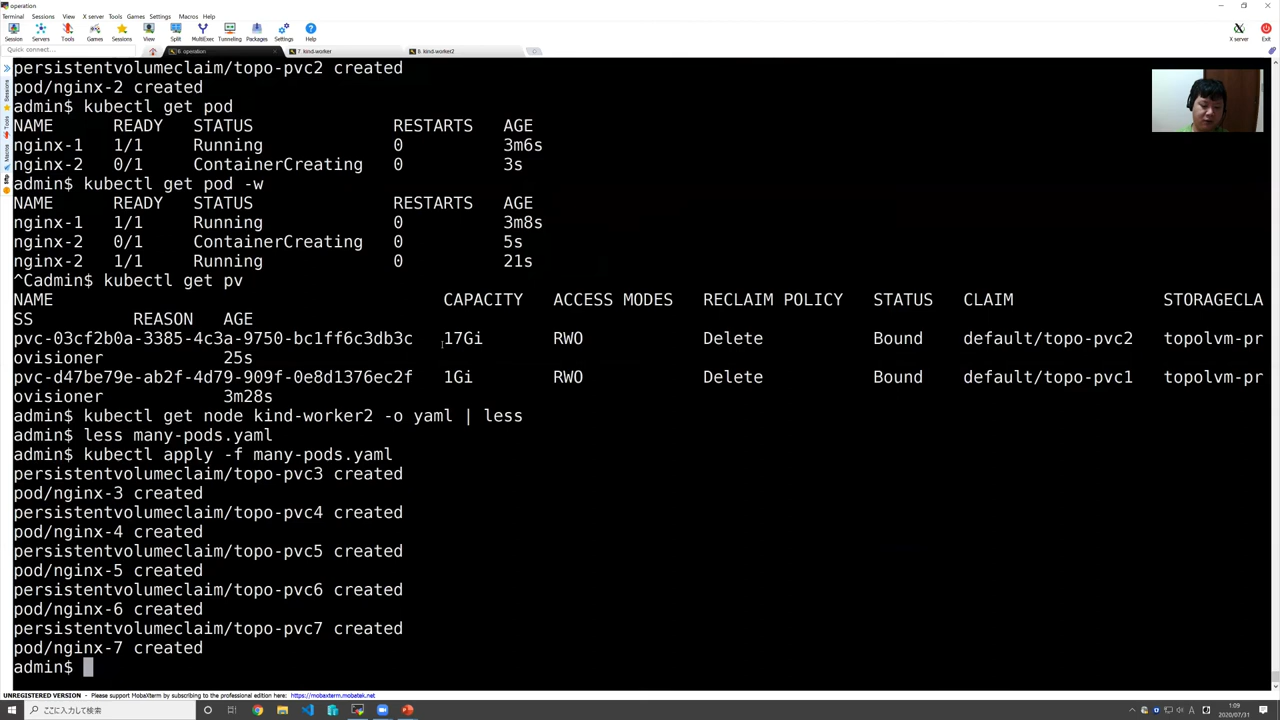 operation
Terminal Sessions View X server Tools Games Settings Macros Help
Session Servers Tools Games Sessions View Split MultiExec Tunneling Packages Settings Help X server Exit
Quick connect...
6. operation 7. kind-worker 8. kind-worker2
Sessions
Tools
Macros
Sftp
persistentvolumeclaim/topo-pvc2 created
pod/nginx-2 created
admin$ kubectl get pod
NAME READY STATUS RESTARTS AGE
nginx-1 1/1 Running 0 3m6s
nginx-2 0/1 ContainerCreating 0 3s
admin$ kubectl get pod -w
NAME READY STATUS RESTARTS AGE
nginx-1 1/1 Running 0 3m8s
nginx-2 0/1 ContainerCreating 0 5s
nginx-2 1/1 Running 0 21s
^Cadmin$ kubectl get pv
NAME CAPACITY ACCESS MODES RECLAIM POLICY STATUS CLAIM STORAGECLA
SS REASON AGE
pvc-03cf2b0a-3385-4c3a-9750-bc1ff6c3db3c 17Gi RWO Delete Bound default/topo-pvc2 topolvm-pr
ovisioner 25s
pvc-d47be79e-ab2f-4d79-909f-0e8d1376ec2f 1Gi RWO Delete Bound default/topo-pvc1 topolvm-pr
ovisioner 3m28s
admin$ kubectl get node kind-worker2 -o yaml | less
admin$ less many-pods.yaml
admin$ kubectl apply -f many-pods.yaml
persistentvolumeclaim/topo-pvc3 created
pod/nginx-3 created
persistentvolumeclaim/topo-pvc4 created
pod/nginx-4 created
persistentvolumeclaim/topo-pvc5 created
pod/nginx-5 created
persistentvolumeclaim/topo-pvc6 created
pod/nginx-6 created
persistentvolumeclaim/topo-pvc7 created
pod/nginx-7 created
admin$
UNREGISTERED VERSION - Please support MobaXterm by subscribing to the professional edition here: https://mobaxterm.mobatek.net
ここに入力して検索
A
1:09
2020/07/31